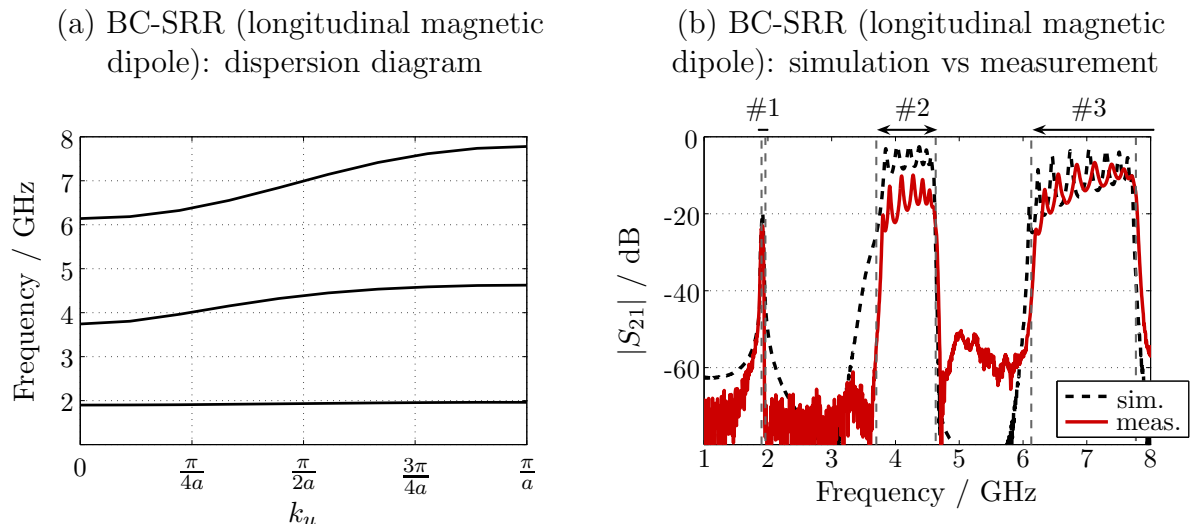 (a) BC-SRR (longitudinal magnetic
dipole): dispersion diagram
8
7
6
5
4
3
2
Frequency / GHz
0
π/4a
π/2a
3π/4a
π/a
k_y
(b) BC-SRR (longitudinal magnetic
dipole): simulation vs measurement
#1 #2 #3
0
-20
-40
-60
|S_21| / dB
sim.
meas.
1 2 3 4 5 6 7 8
Frequency / GHz